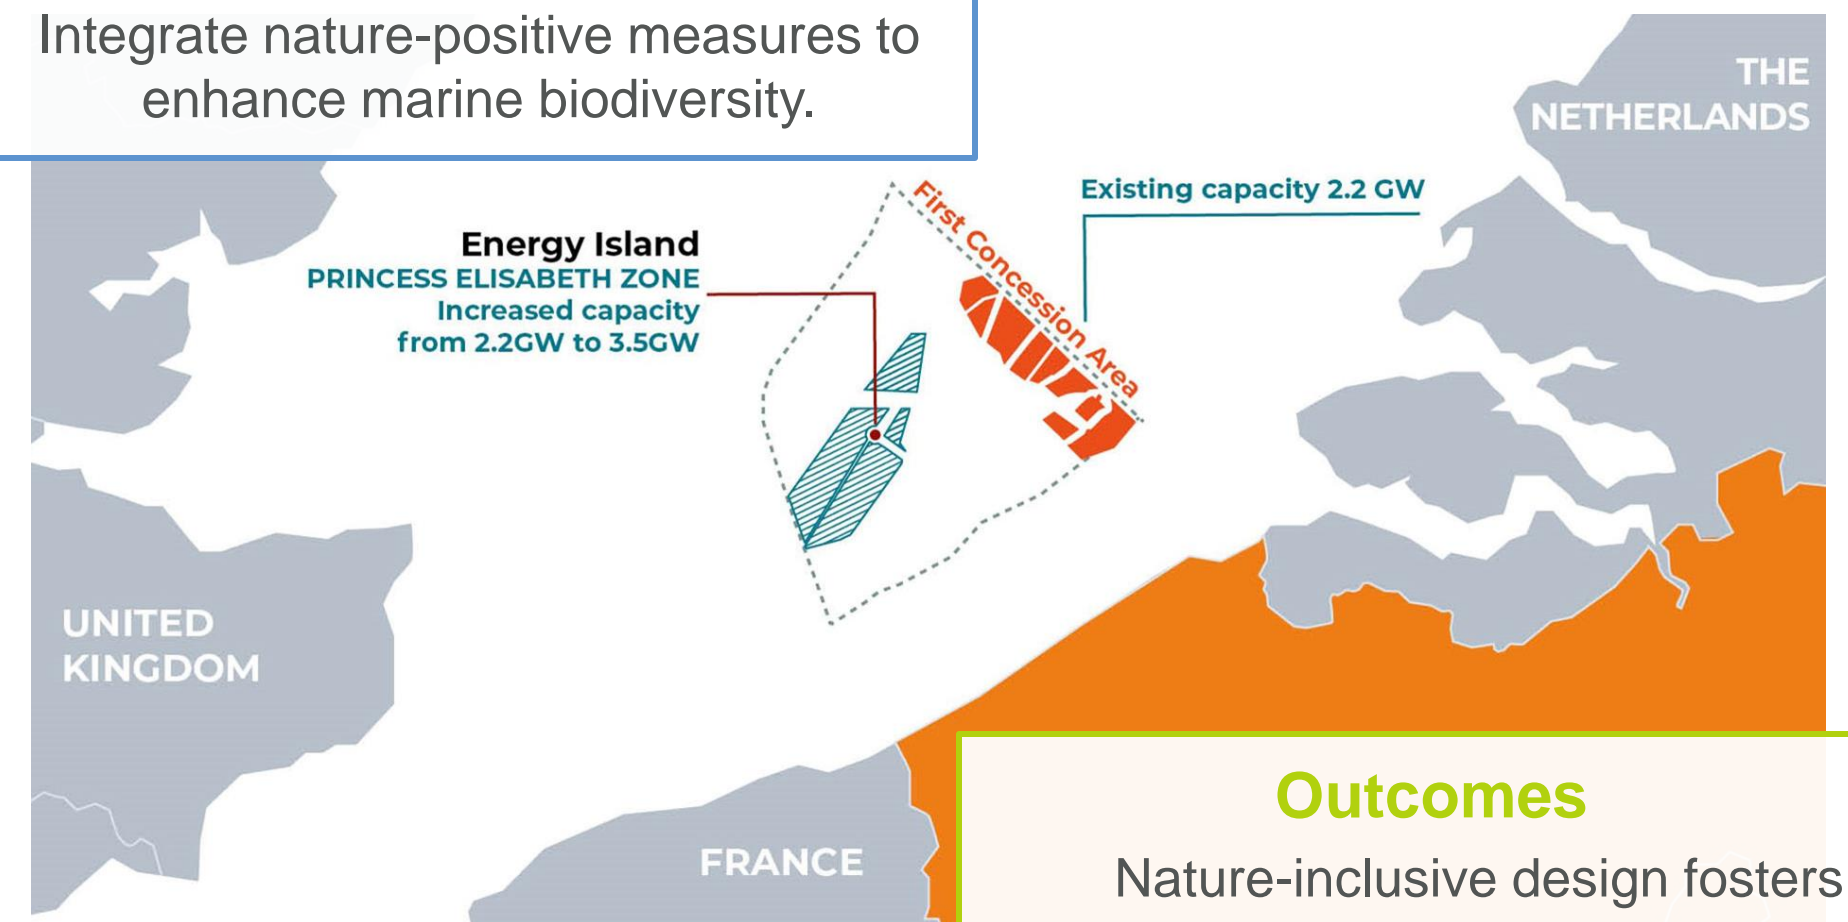 Integrate nature-positive measures to
enhance marine biodiversity.
THE
NETHERLANDS
Existing capacity 2.2 GW
First Concession Area
Energy Island
PRINCESS ELISABETH ZONE
Increased capacity
from 2.2GW to 3.5GW
UNITED
KINGDOM
FRANCE
Outcomes
Nature-inclusive design fosters